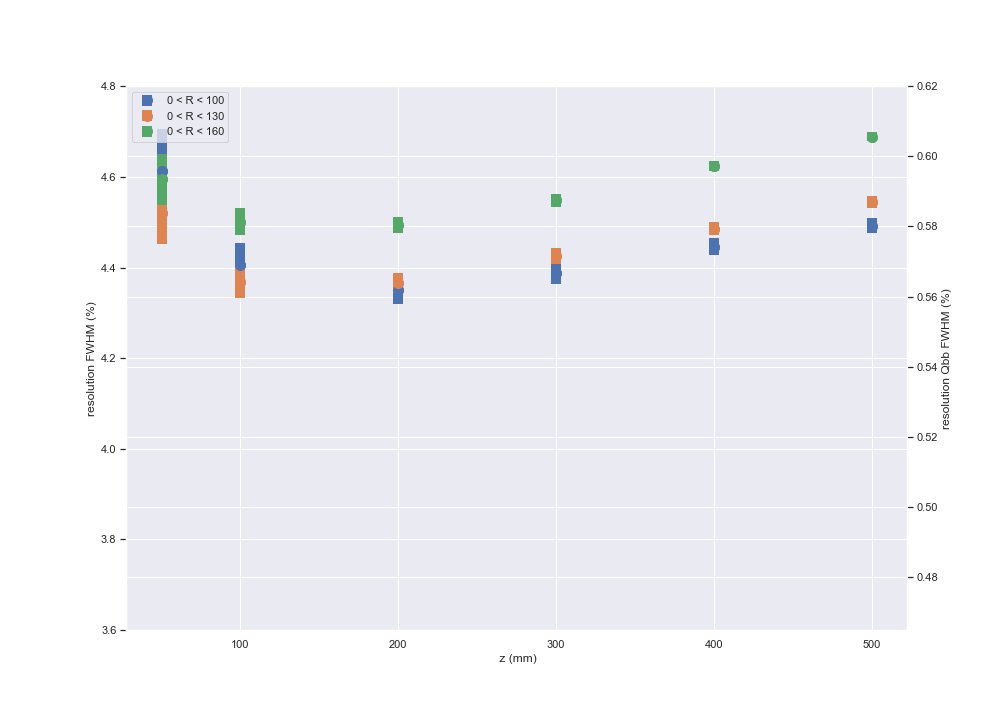 4.8
4.6
4.4
4.2
4.0
3.8
3.6
resolution FWHM (%)
0 < R < 100
0 < R < 130
0 < R < 160
0.62
0.60
0.58
0.56
0.54
0.52
0.50
0.48
resolution Qbb FWHM (%)
100 200 300 400 500
z (mm)